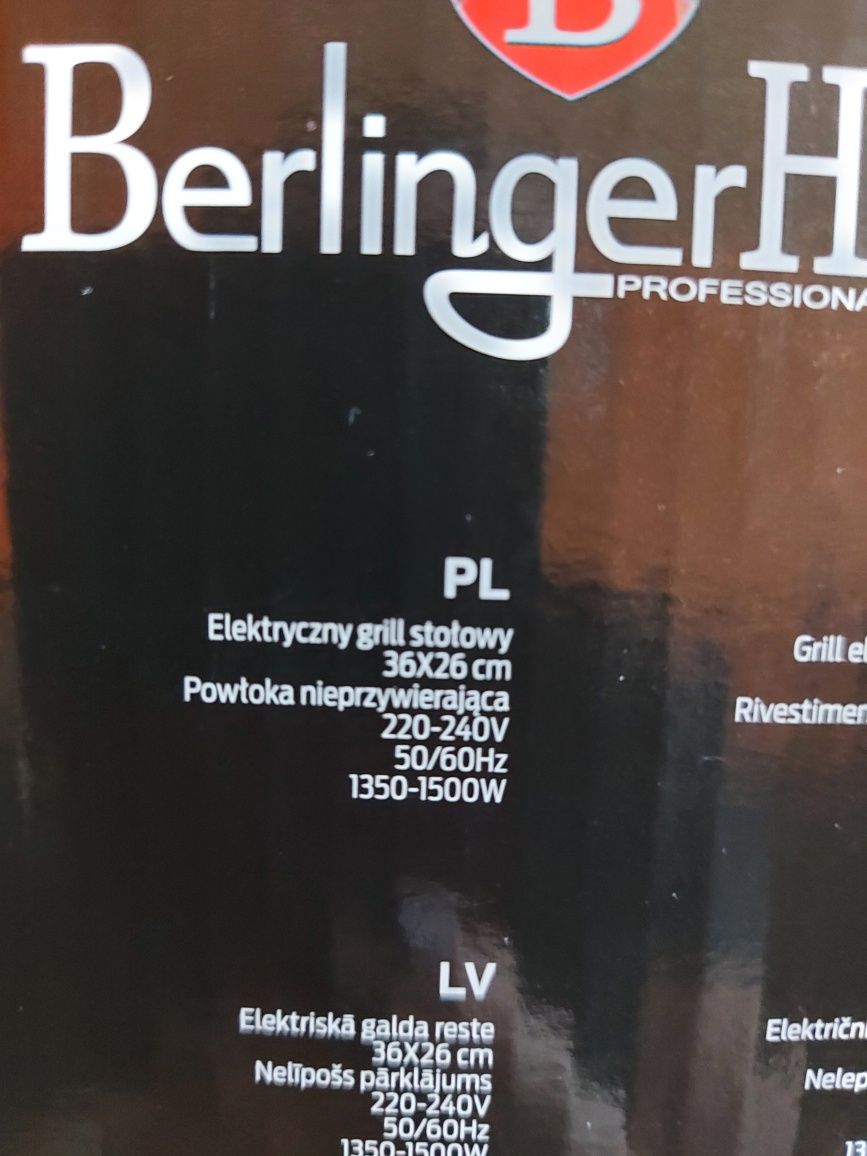 B
BerlingerH
PROFESSIONA
PL
Elektryczny grill stołowy
36X26 cm
Powłoka nieprzywierająca
220-240V
50/60Hz
1350-1500W
Grill el
Rivestimen
LV
Elektriskā galda reste
36X26 cm
Nelīpošs pārklājums
220-240V
50/60Hz
1350-1500W
Električn
Nelep
13